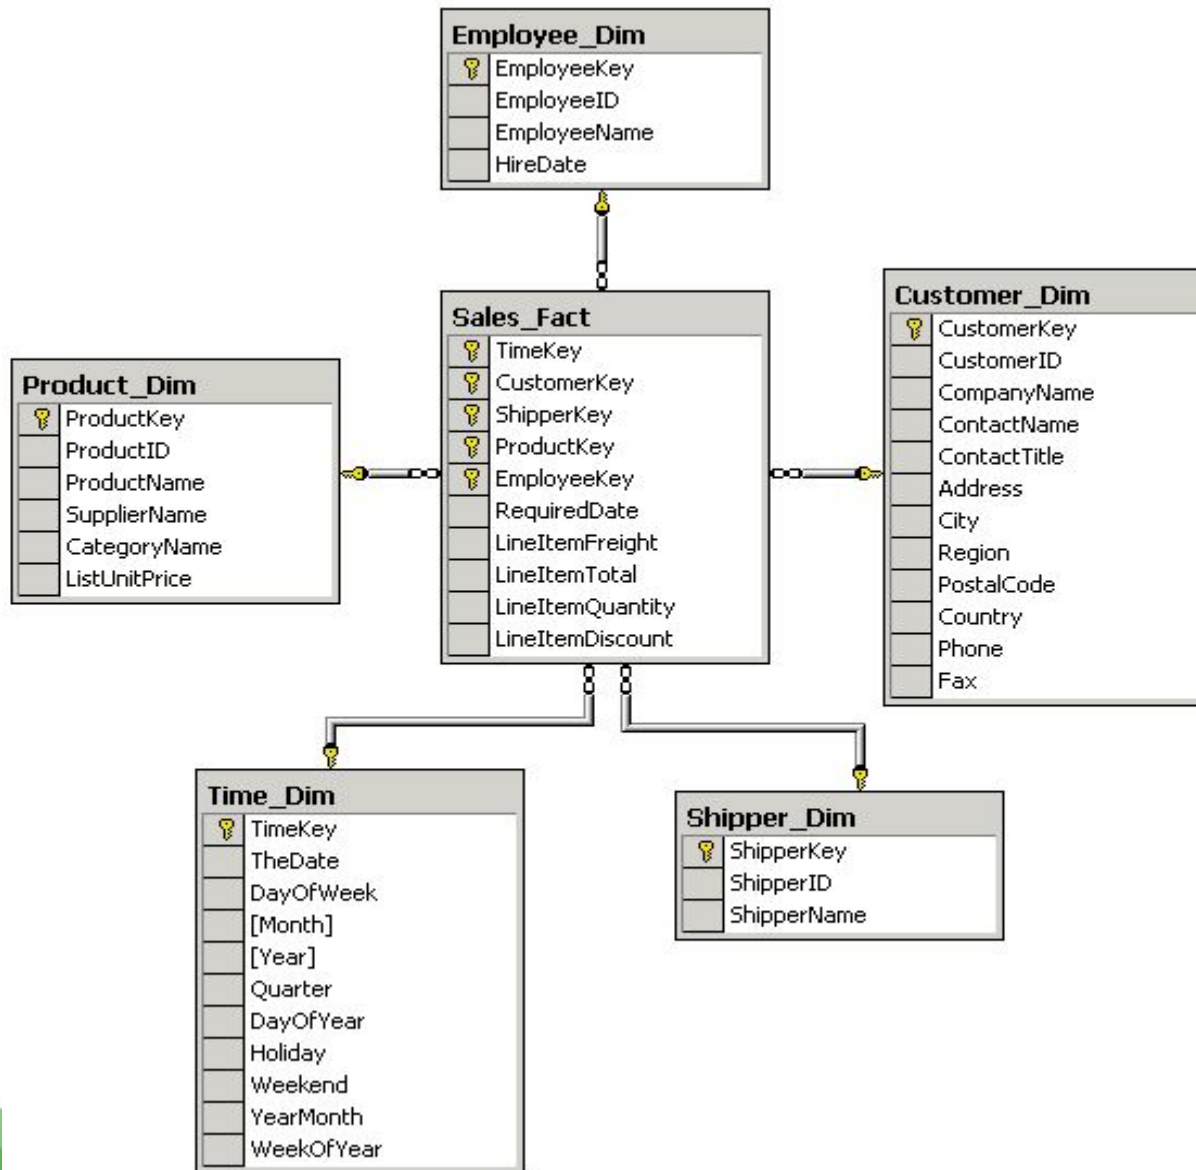 Employee_Dim
EmployeeKey
EmployeeID
EmployeeName
HireDate
Sales_Fact
TimeKey
CustomerKey
ShipperKey
ProductKey
EmployeeKey
RequiredDate
LineItemFreight
LineItemTotal
LineItemQuantity
LineItemDiscount
Customer_Dim
CustomerKey
CustomerID
CompanyName
ContactName
ContactTitle
Address
City
Region
PostalCode
Country
Phone
Fax
Product_Dim
ProductKey
ProductID
ProductName
SupplierName
CategoryName
ListUnitPrice
Time_Dim
TimeKey
TheDate
DayOfWeek
[Month]
[Year]
Quarter
DayOfYear
Holiday
Weekend
YearMonth
WeekOfYear
Shipper_Dim
ShipperKey
ShipperID
ShipperName